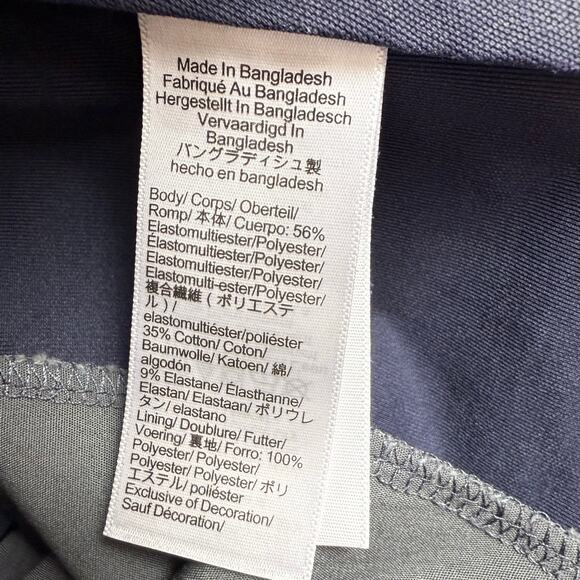 Made In Bangladesh
Fabriqué Au Bangladesh
Hergestellt In Bangladesch
Vervaardigd In
Bangladesh
バングラディシュ製
hecho en bangladesh
Body/ Corps/ Oberteil/
Romp/ 本体/ Cuerpo: 56%
Elastomultiester/Polyester/
Élastomultiester/Polyester/
Elastomultiester/Polyester/
Elastomulti-ester/Polyester/
複合繊維 ( ポリエステ
ル ) /
elastomultiéster/poliéster
35% Cotton/ Coton/
Baumwolle/ Katoen/ 綿/
algodón
9% Elastane/ Élasthanne/
Elastan/ Elastaan/ ポリウレ
タン/ elastano
Lining/ Doublure/ Futter/
Voering/ 裏地/ Forro: 100%
Polyester/ Polyester/
Polyester/ Polyester/ ポリ
エステル/ poliéster
Exclusive of Decoration/
Sauf Décoration/